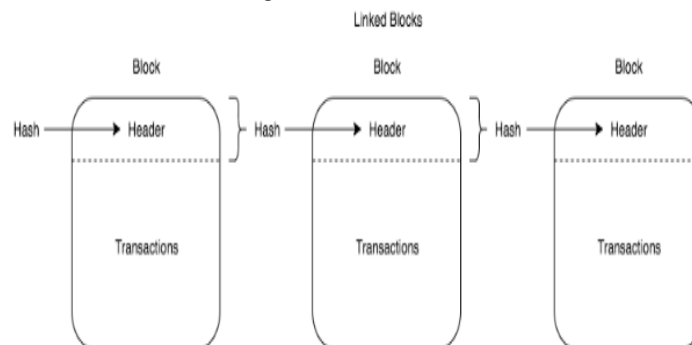 Linked Blocks
Block Block Block
Hash Header Hash Header Hash Header
Transactions Transactions Transactions